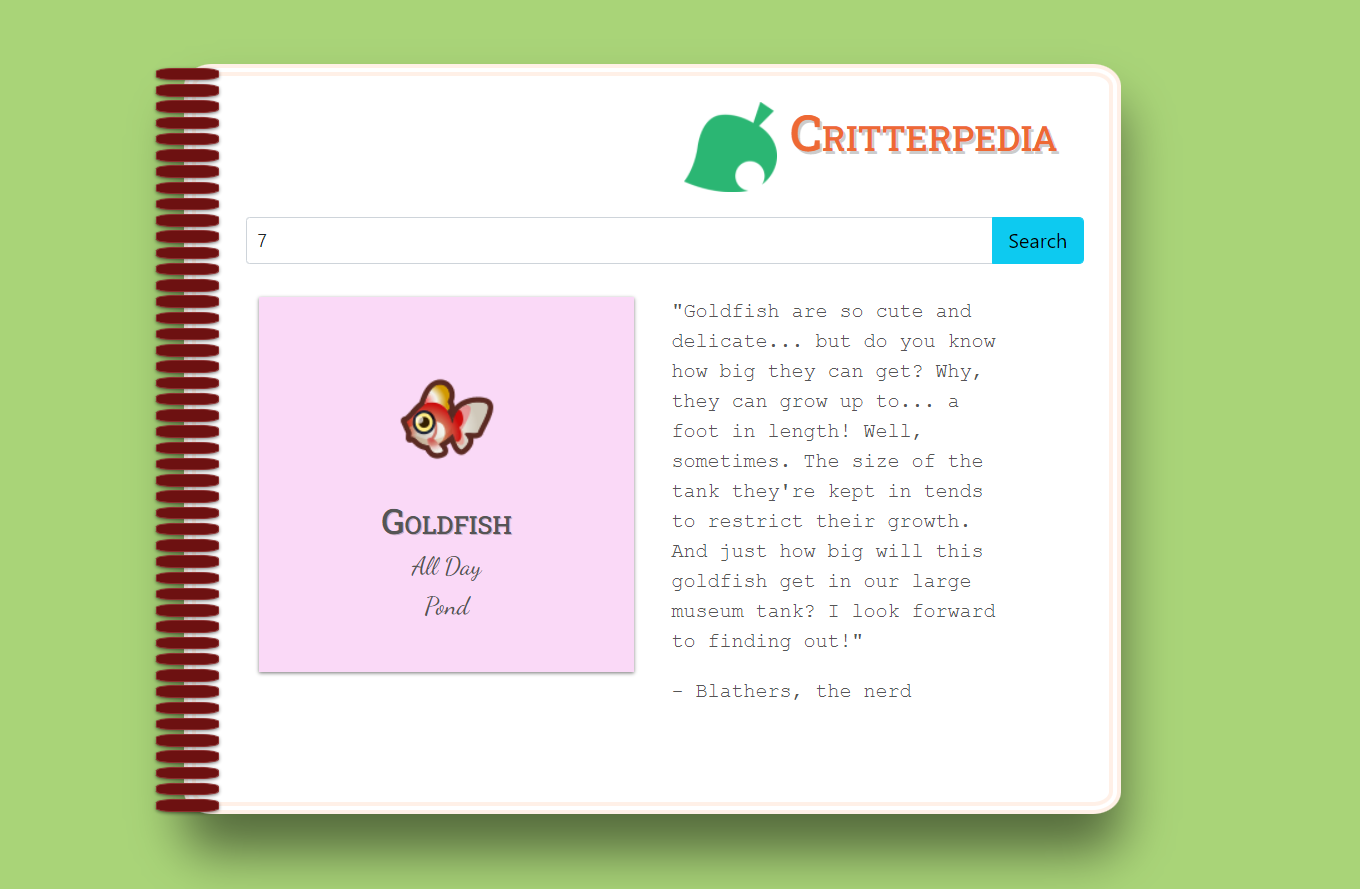 Critterpedia
7
Search
Goldfish
All Day
Pond
"Goldfish are so cute and
delicate... but do you know
how big they can get? Why,
they can grow up to... a
foot in length! Well,
sometimes. The size of the
tank they're kept in tends
to restrict their growth.
And just how big will this
goldfish get in our large
museum tank? I look forward
to finding out!"
- Blathers, the nerd